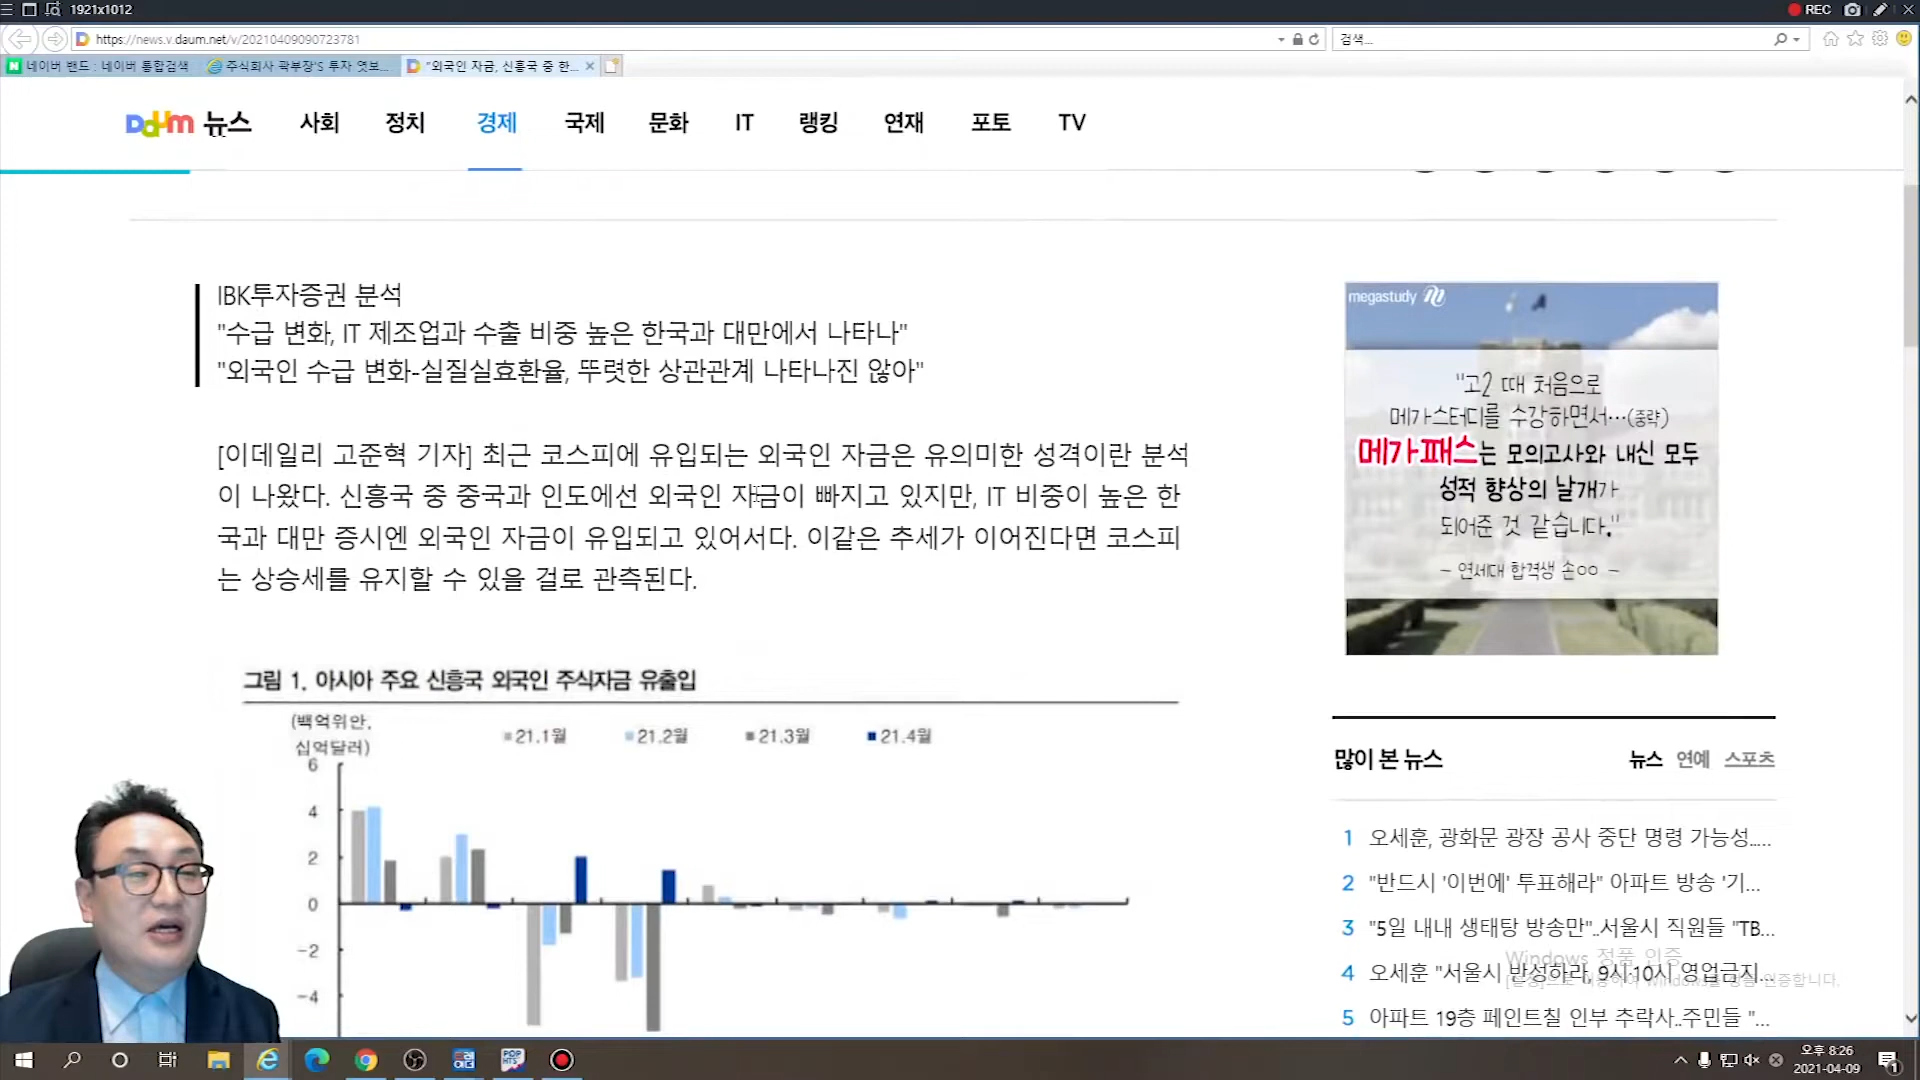 1921x1012
REC
https://news.v.daum.net/v/20210409090723781
검색...
네이버 밴드 : 네이버 통합검색
주식회사 곽부장'S 투자 엿보...
"외국인 자금, 신흥국 중 한...
Daum 뉴스
사회
정치
경제
국제
문화
IT
랭킹
연재
포토
TV
IBK투자증권 분석
"수급 변화, IT 제조업과 수출 비중 높은 한국과 대만에서 나타나"
"외국인 수급 변화-실질실효환율, 뚜렷한 상관관계 나타나진 않아"
[이데일리 고준혁 기자] 최근 코스피에 유입되는 외국인 자금은 유의미한 성격이란 분석
이 나왔다. 신흥국 중 중국과 인도에선 외국인 자금이 빠지고 있지만, IT 비중이 높은 한
국과 대만 증시엔 외국인 자금이 유입되고 있어서다. 이같은 추세가 이어진다면 코스피
는 상승세를 유지할 수 있을 걸로 관측된다.
그림 1. 아시아 주요 신흥국 외국인 주식자금 유출입
(백억위안,
십억달러)
21.1월
21.2월
21.3월
21.4월
6
4
2
0
-2
-4
megastudy
"고2 때 처음으로
메가스터디를 수강하면서…(중략)
메가패스는 모의고사와 내신 모두
성적 향상의 날개가
되어준 것 같습니다."
- 연세대 합격생 손○○ -
많이 본 뉴스
뉴스 연예 스포츠
1 오세훈, 광화문 광장 공사 중단 명령 가능성.....
2 "반드시 '이번에' 투표해라" 아파트 방송 '기...
3 "5일 내내 생태탕 방송만"..서울시 직원들 "TB...
Windows 정품 인증
4 오세훈 "서울시 반성하라, 9시·10시 영업금지...
5 아파트 19층 페인트칠 인부 추락사..주민들 "...
POP
HTS
오후 8:26
2021-04-09
1